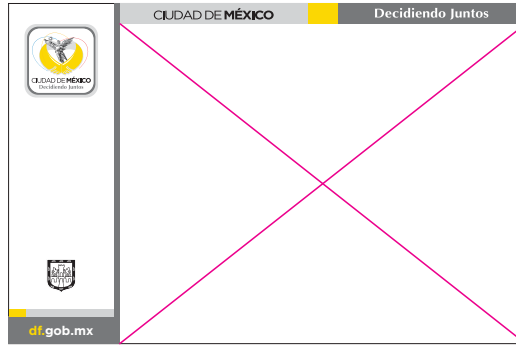 CIUDAD DE MÉXICO
Decidiendo Juntos
CIUDAD DE MÉXICO
Decidiendo Juntos
df.gob.mx